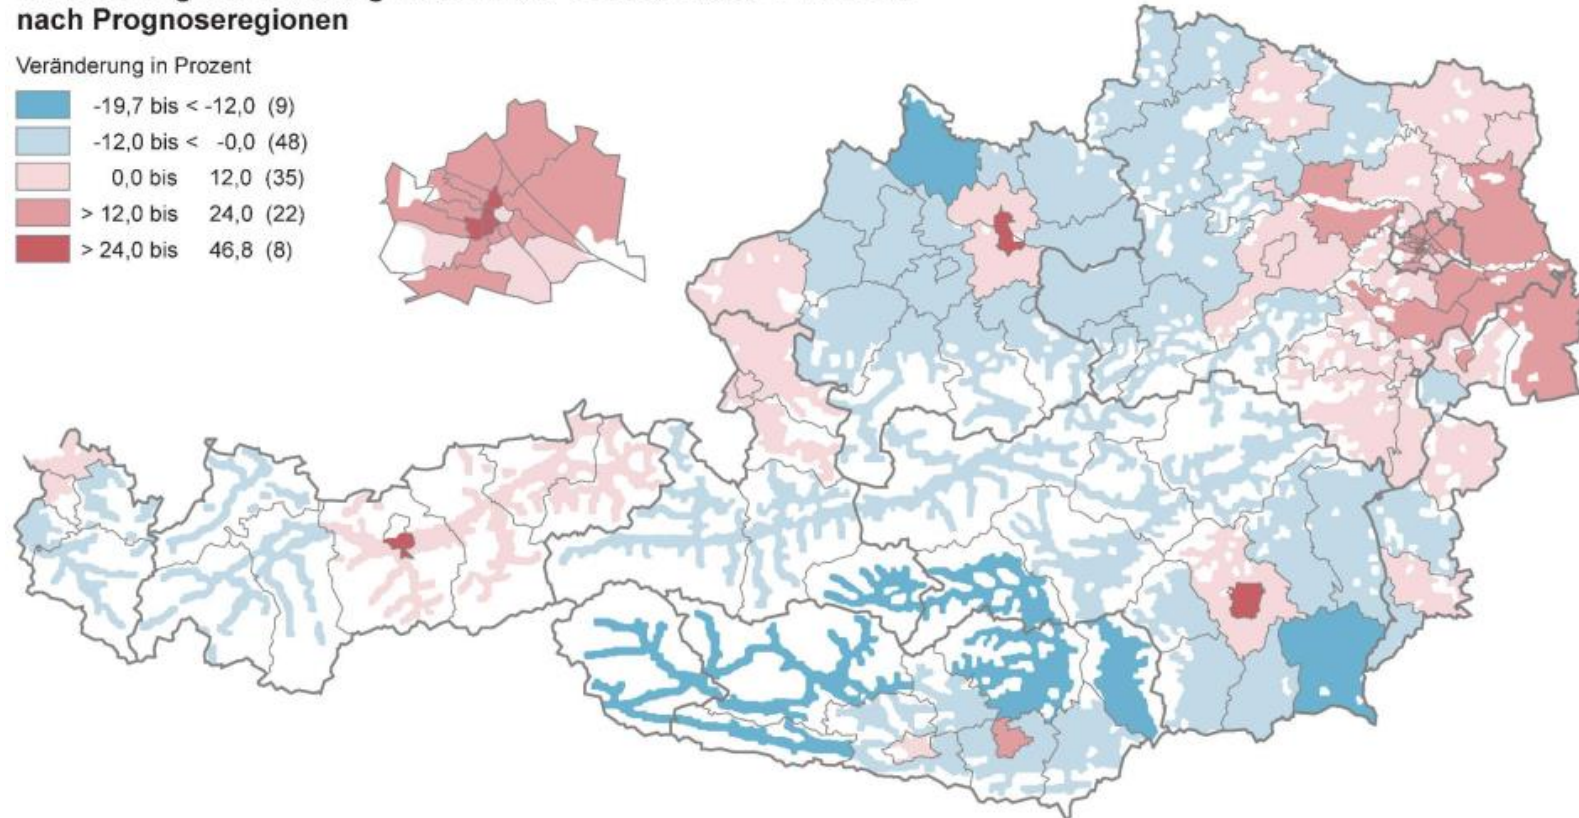 nach Prognoseregionen
Veränderung in Prozent
-19,7 bis < -12,0 (9)
-12,0 bis < -0,0 (48)
0,0 bis 12,0 (35)
> 12,0 bis 24,0 (22)
> 24,0 bis 46,8 (8)